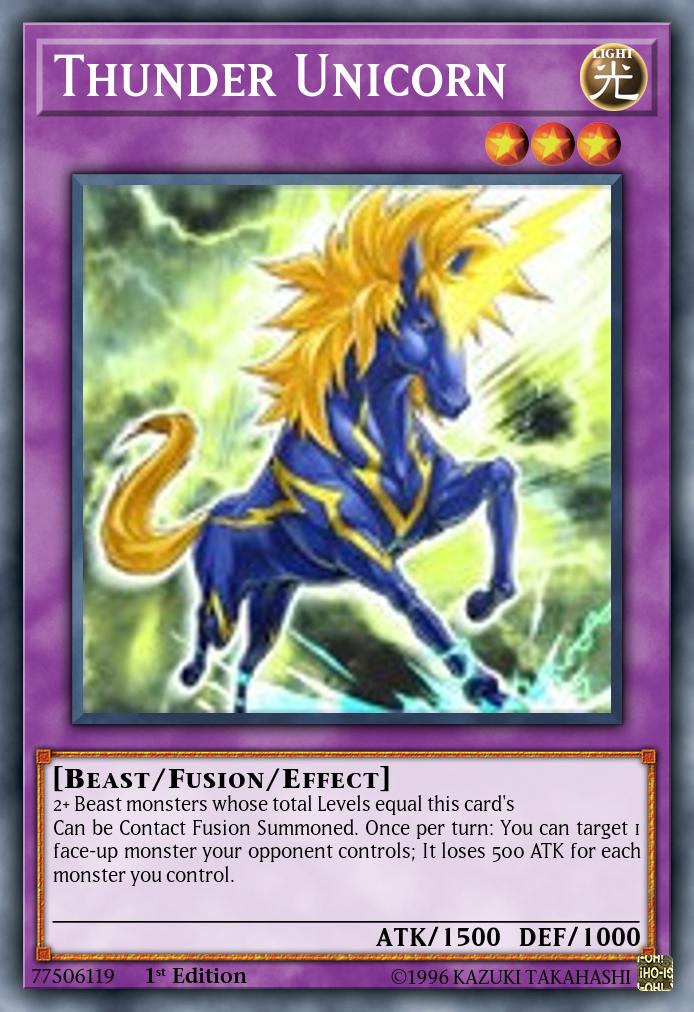 Thunder Unicorn
LIGHT
光
[Beast/Fusion/Effect]
2+ Beast monsters whose total Levels equal this card's
Can be Contact Fusion Summoned. Once per turn: You can target 1
face-up monster your opponent controls; It loses 500 ATK for each
monster you control.
ATK/1500 DEF/1000
77506119 1st Edition ©1996 KAZUKI TAKAHASHI